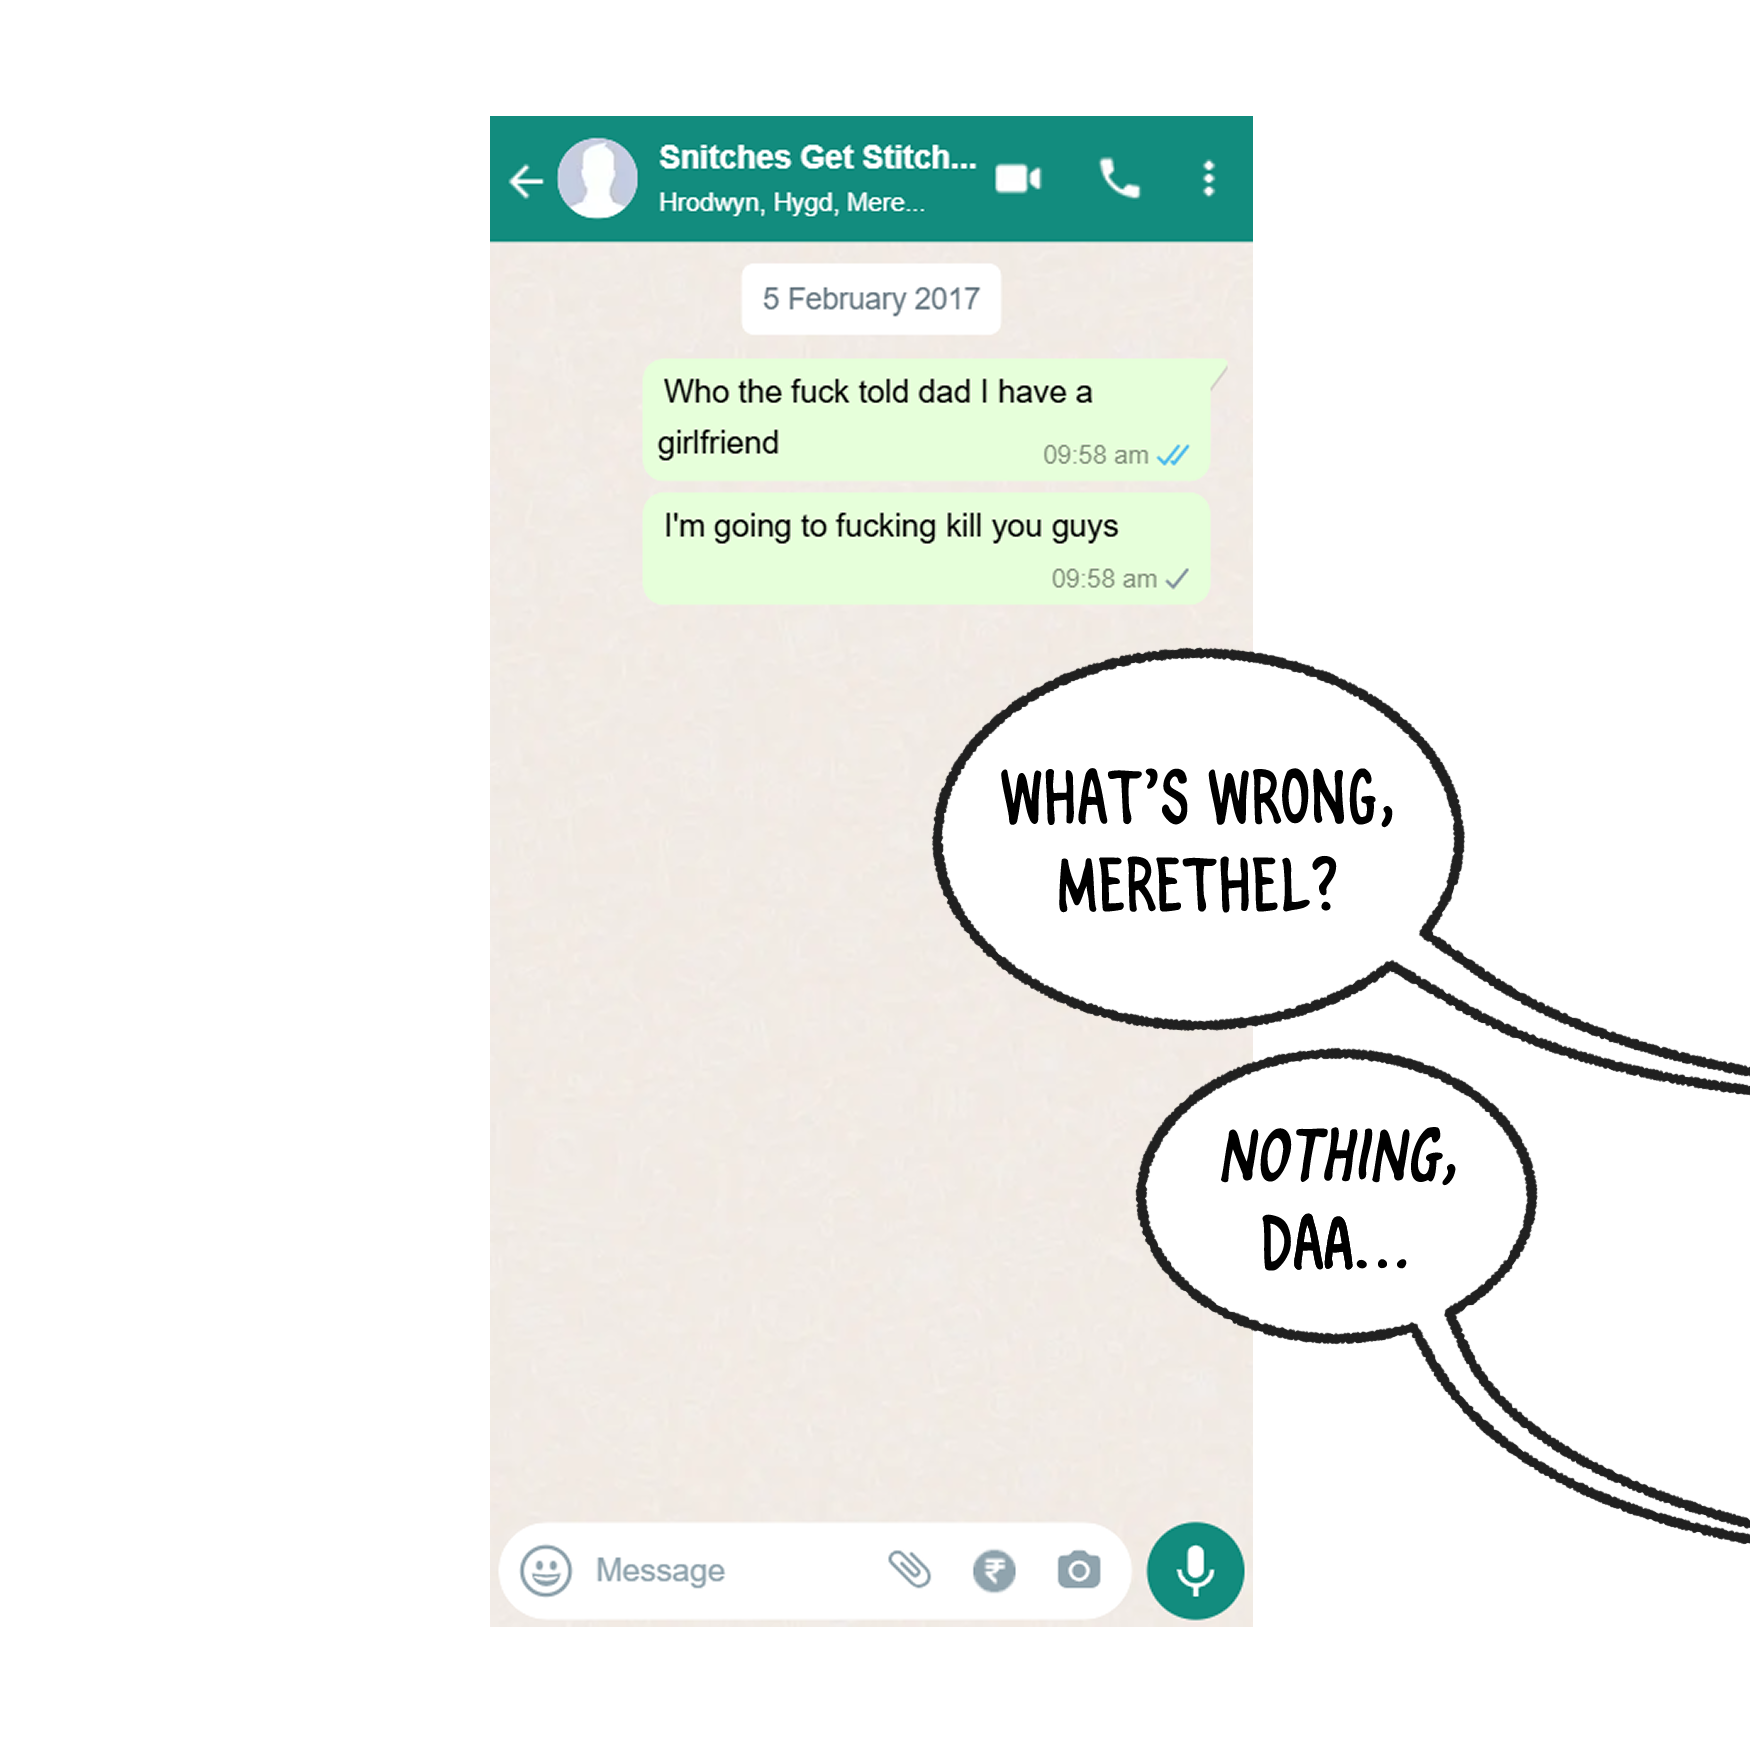 Snitches Get Stitch...
Hrodwyn, Hygd, Mere...
5 February 2017
Who the fuck told dad I have a
girlfriend
09:58 am
I'm going to fucking kill you guys
09:58 am
WHAT'S WRONG,
MERETHEL?
NOTHING,
DAA...
Message